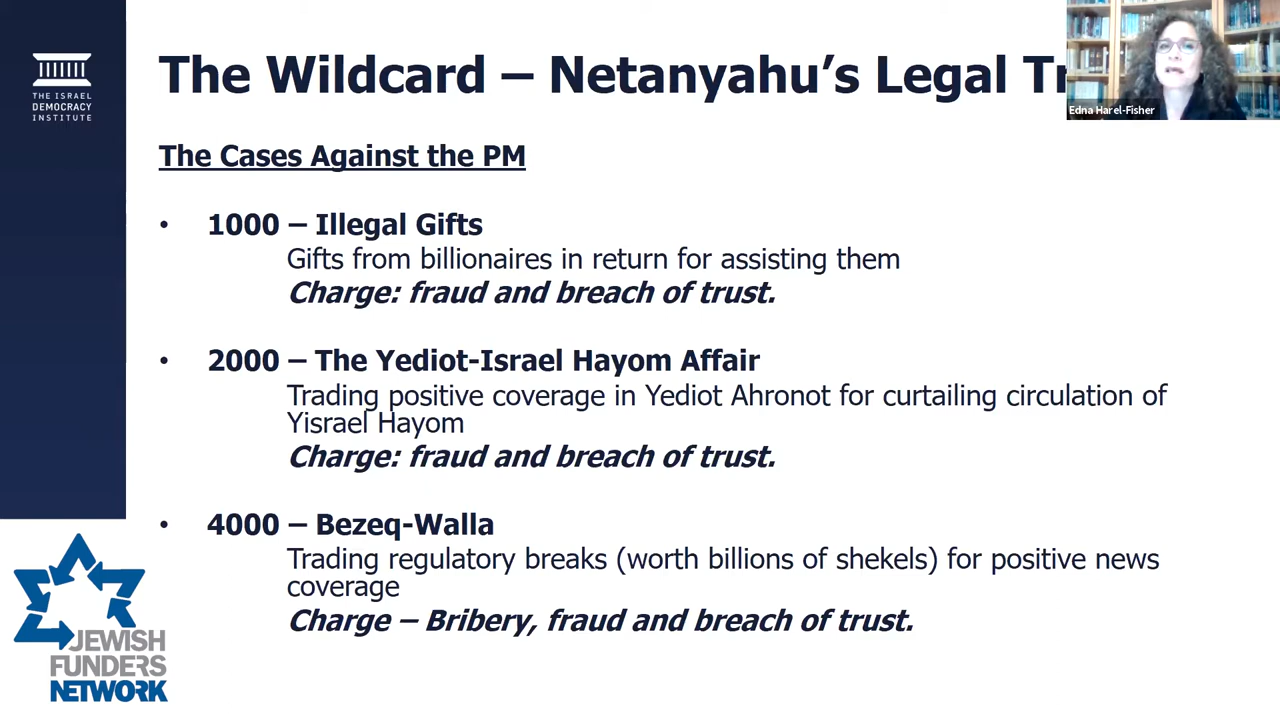 THE ISRAEL
DEMOCRACY
INSTITUTE
The Wildcard – Netanyahu's Legal
Edna Harel-Fisher
The Cases Against the PM
• 1000 – Illegal Gifts
Gifts from billionaires in return for assisting them
Charge: fraud and breach of trust.
• 2000 – The Yediot-Israel Hayom Affair
Trading positive coverage in Yediot Ahronot for curtailing circulation of
Yisrael Hayom
Charge: fraud and breach of trust.
• 4000 – Bezeq-Walla
Trading regulatory breaks (worth billions of shekels) for positive news
coverage
Charge – Bribery, fraud and breach of trust.
JEWISH
FUNDERS
NETWORK